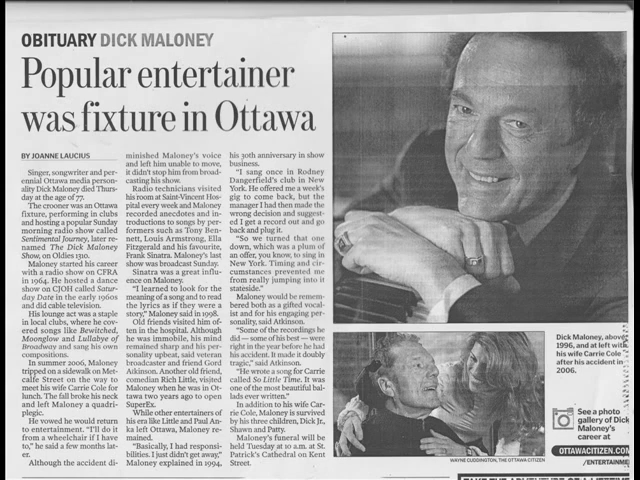 OBITUARY DICK MALONEY
Popular entertainer
was fixture in Ottawa
BY JOANNE LAUCIUS
Singer, songwriter and per-
ennial Ottawa media person-
ality Dick Maloney died Thurs-
day at the age of 77.
The crooner was an Ottawa
fixture, performing in clubs
and hosting a popular Sunday
morning radio show called
Sentimental Journey, later re-
named The Dick Maloney
Show, on Oldies 1310.
Maloney started his career
with a radio show on CFRA
in 1964. He hosted a dance
show on CJOH called Satur-
day Date in the early 1960s
and did cable television.
His lounge act was a staple
in local clubs, where he cov-
ered songs like Bewitched,
Moonglow and Lullabye of
Broadway and sang his own
compositions.
In summer 2006, Maloney
tripped on a sidewalk on Met-
calfe Street on the way to
meet his wife Carrie Cole for
lunch. The fall broke his neck
and left Maloney a quadri-
plegic.
He vowed he would return
to entertainment. "I'll do it
from a wheelchair if I have
to," he said a few months lat-
er.
Although the accident di-
minished Maloney's voice
and left him unable to move,
it didn't stop him from broad-
casting his show.
Radio technicians visited
his room at Saint-Vincent Hos-
pital every week and Maloney
recorded anecdotes and in-
troductions to songs by per-
formers such as Tony Ben-
nett, Louis Armstrong, Ella
Fitzgerald and his favourite,
Frank Sinatra. Maloney's last
show was broadcast Sunday.
Sinatra was a great influ-
ence on Maloney.
"I learned to look for the
meaning of a song and to read
the lyrics as if they were a
story," Maloney said in 1998.
Old friends visited him of-
ten in the hospital. Although
he was immobile, his mind
remained sharp and his per-
sonality upbeat, said veteran
broadcaster and friend Gord
Atkinson. Another old friend,
comedian Rich Little, visited
Maloney when he was in Ot-
tawa two years ago to open
SuperEx.
While other entertainers of
his era like Little and Paul An-
ka left Ottawa, Maloney re-
mained.
"Basically, I had respons-
ibilities. I just didn't get away,"
Maloney explained in 1994,
his 30th anniversary in show
business.
"I sang once in Rodney
Dangerfield's club in New
York. He offered me a week's
gig to come back, but the
manager I had then made the
wrong decision and suggest-
ed I get a record out and go
back and plug it.
"So we turned that one
down, which was a plum of
an offer, you know, to sing in
New York. Timing and cir-
cumstances prevented me
from really jumping into it
stateside."
Maloney would be remem-
bered both as a gifted vocal-
ist and for his engaging per-
sonality, said Atkinson.
"Some of the recordings he
did — some of his best — were
right in the year before he had
his accident. It made it doubly
tragic," said Atkinson.
"He wrote a song for Carrie
called So Little Time. It was
one of the most beautiful bal-
lads ever written."
In addition to his wife Car-
rie Cole, Maloney is survived
by his three children, Dick Jr.,
Shawn and Patty.
Maloney's funeral will be
held Tuesday at 10 a.m. at St.
Patrick's Cathedral on Kent
Street.
WAYNE CUDDINGTON, THE OTTAWA CITIZEN
Dick Maloney, above
1996, and at left with
his wife Carrie Cole
after his accident in
2006.
See a photo
gallery of Dick
Maloney's
career at
OTTAWACITIZEN.CO
/ENTERTAINME